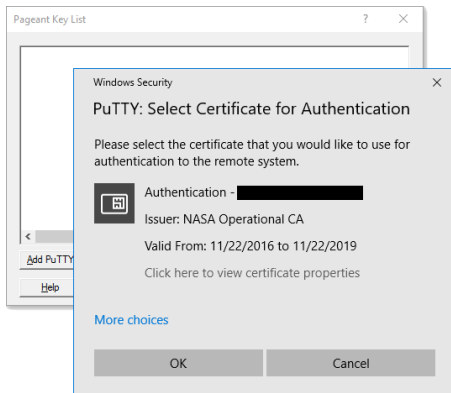 Pageant Key List
?
Windows Security
PuTTY: Select Certificate for Authentication
Please select the certificate that you would like to use for
authentication to the remote system.
Authentication -
Issuer: NASA Operational CA
Valid From: 11/22/2016 to 11/22/2019
Click here to view certificate properties
More choices
OK
Cancel
Add PuTTY
Help